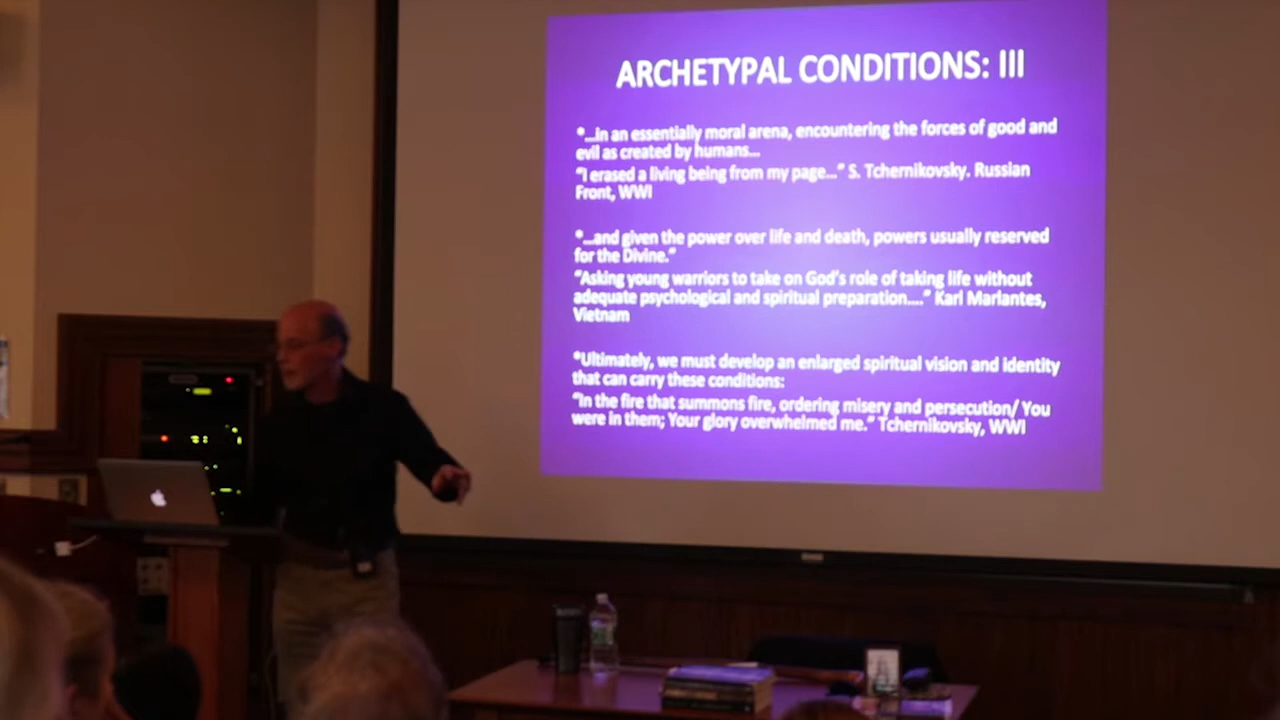 ARCHETYPAL CONDITIONS: III
*...in an essentially moral arena, encountering the forces of good and
evil as created by humans...
"I erased a living being from my page..." S. Tchernikovsky. Russian
Front, WWI
*...and given the power over life and death, powers usually reserved
for the Divine."
"Asking young warriors to take on God's role of taking life without
adequate psychological and spiritual preparation...." Karl Marlantes,
Vietnam
*Ultimately, we must develop an enlarged spiritual vision and identity
that can carry these conditions:
"In the fire that summons fire, ordering misery and persecution/ You
were in them; Your glory overwhelmed me." Tchernikovsky, WWI